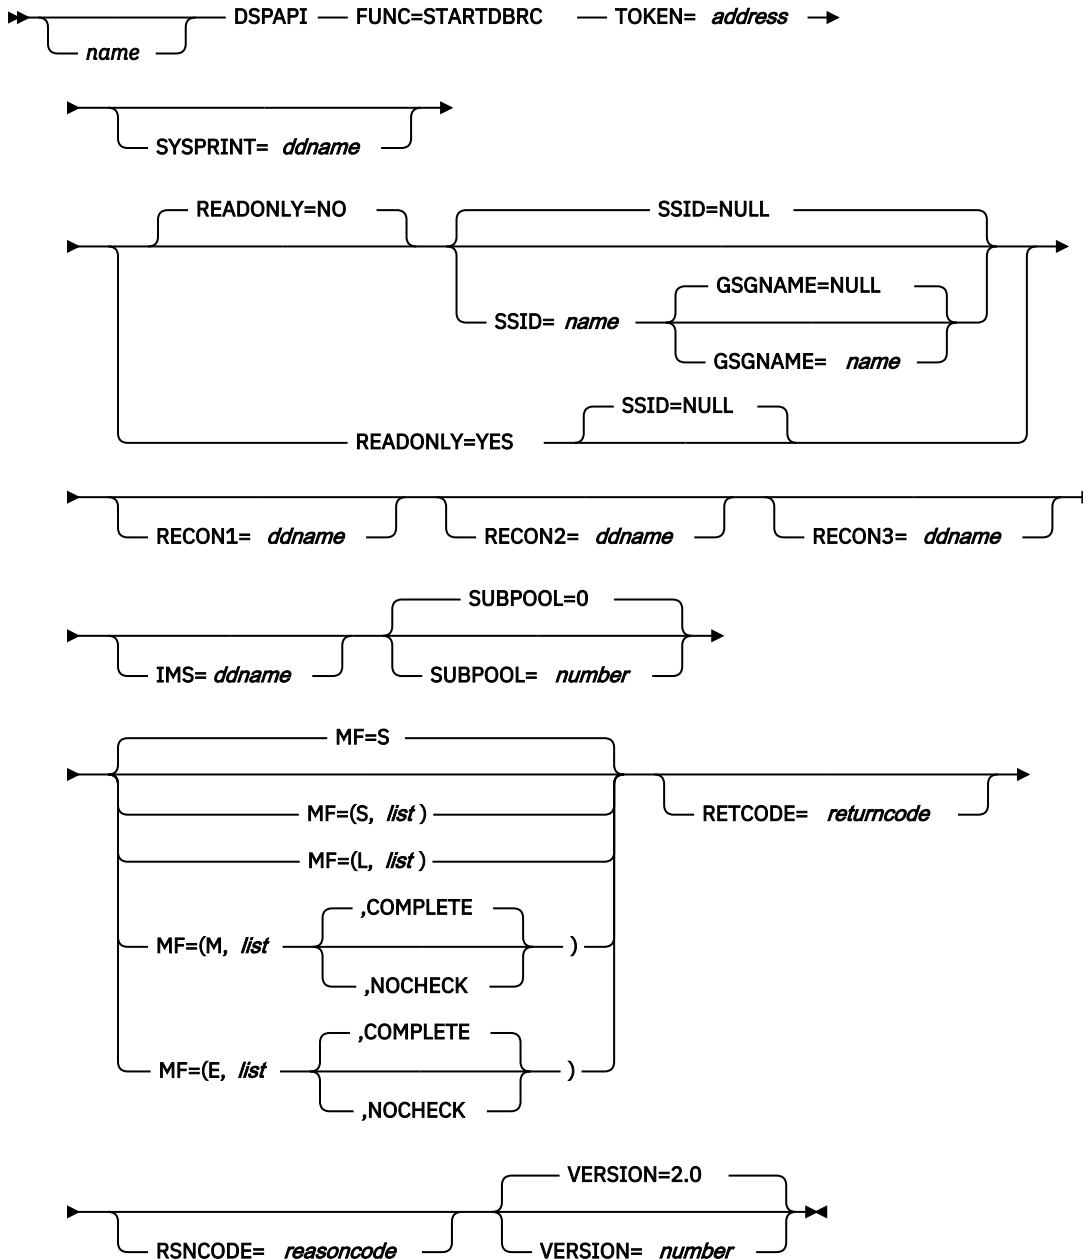 DSPAPI FUNC=STARTDBRC TOKEN= address
name
SYSPRINT= ddname
READONLY=NO SSID=NULL
GSGNAME=NULL
SSID= name
GSGNAME= name
SSID=NULL
READONLY=YES
RECON1= ddname RECON2= ddname RECON3= ddname
SUBPOOL=0
IMS= ddname SUBPOOL= number
MF=S
MF=(S, list ) RETCODE= returncode
MF=(L, list )
,COMPLETE
MF=(M, list )
,NOCHECK
,COMPLETE
MF=(E, list )
,NOCHECK
VERSION=2.0
RSNCODE= reasoncode VERSION= number